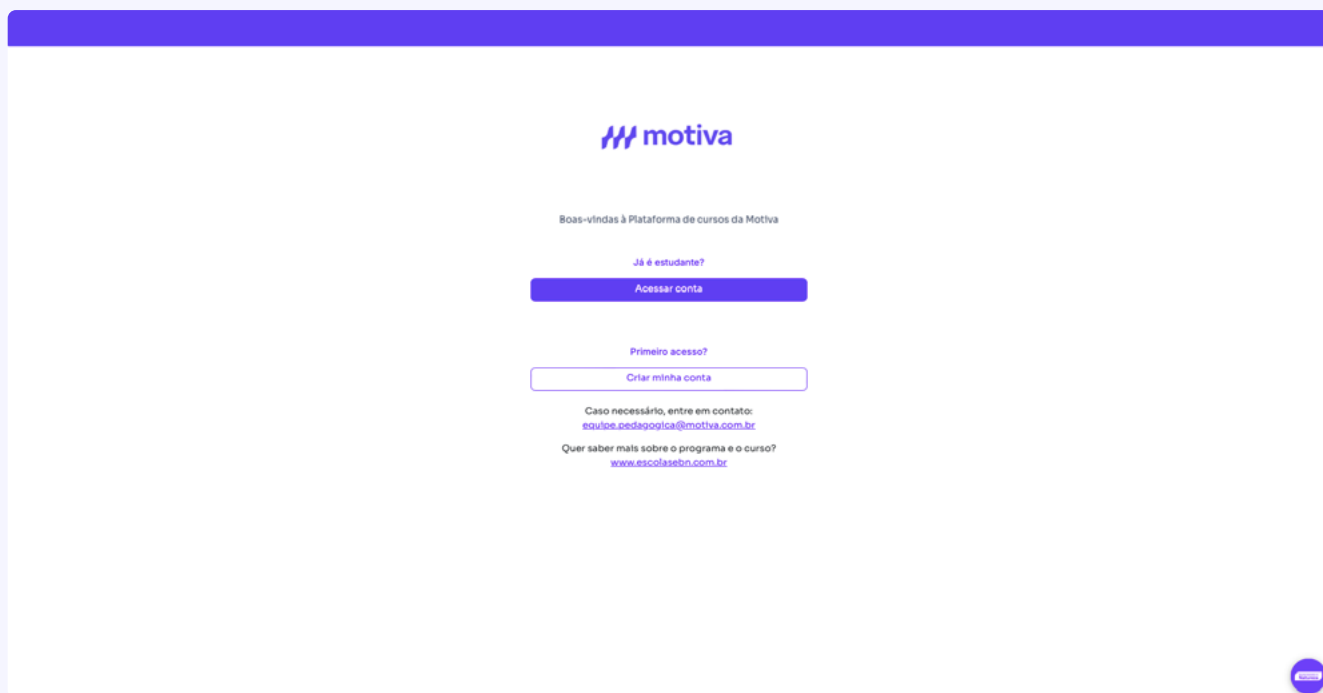 motiva
Boas-vindas à Plataforma de cursos da Motiva
Já é estudante?
Acessar conta
Primeiro acesso?
Criar minha conta
Caso necessário, entre em contato:
equipe.pedagogica@motiva.com.br
Quer saber mais sobre o programa e o curso?
www.escolasebn.com.br